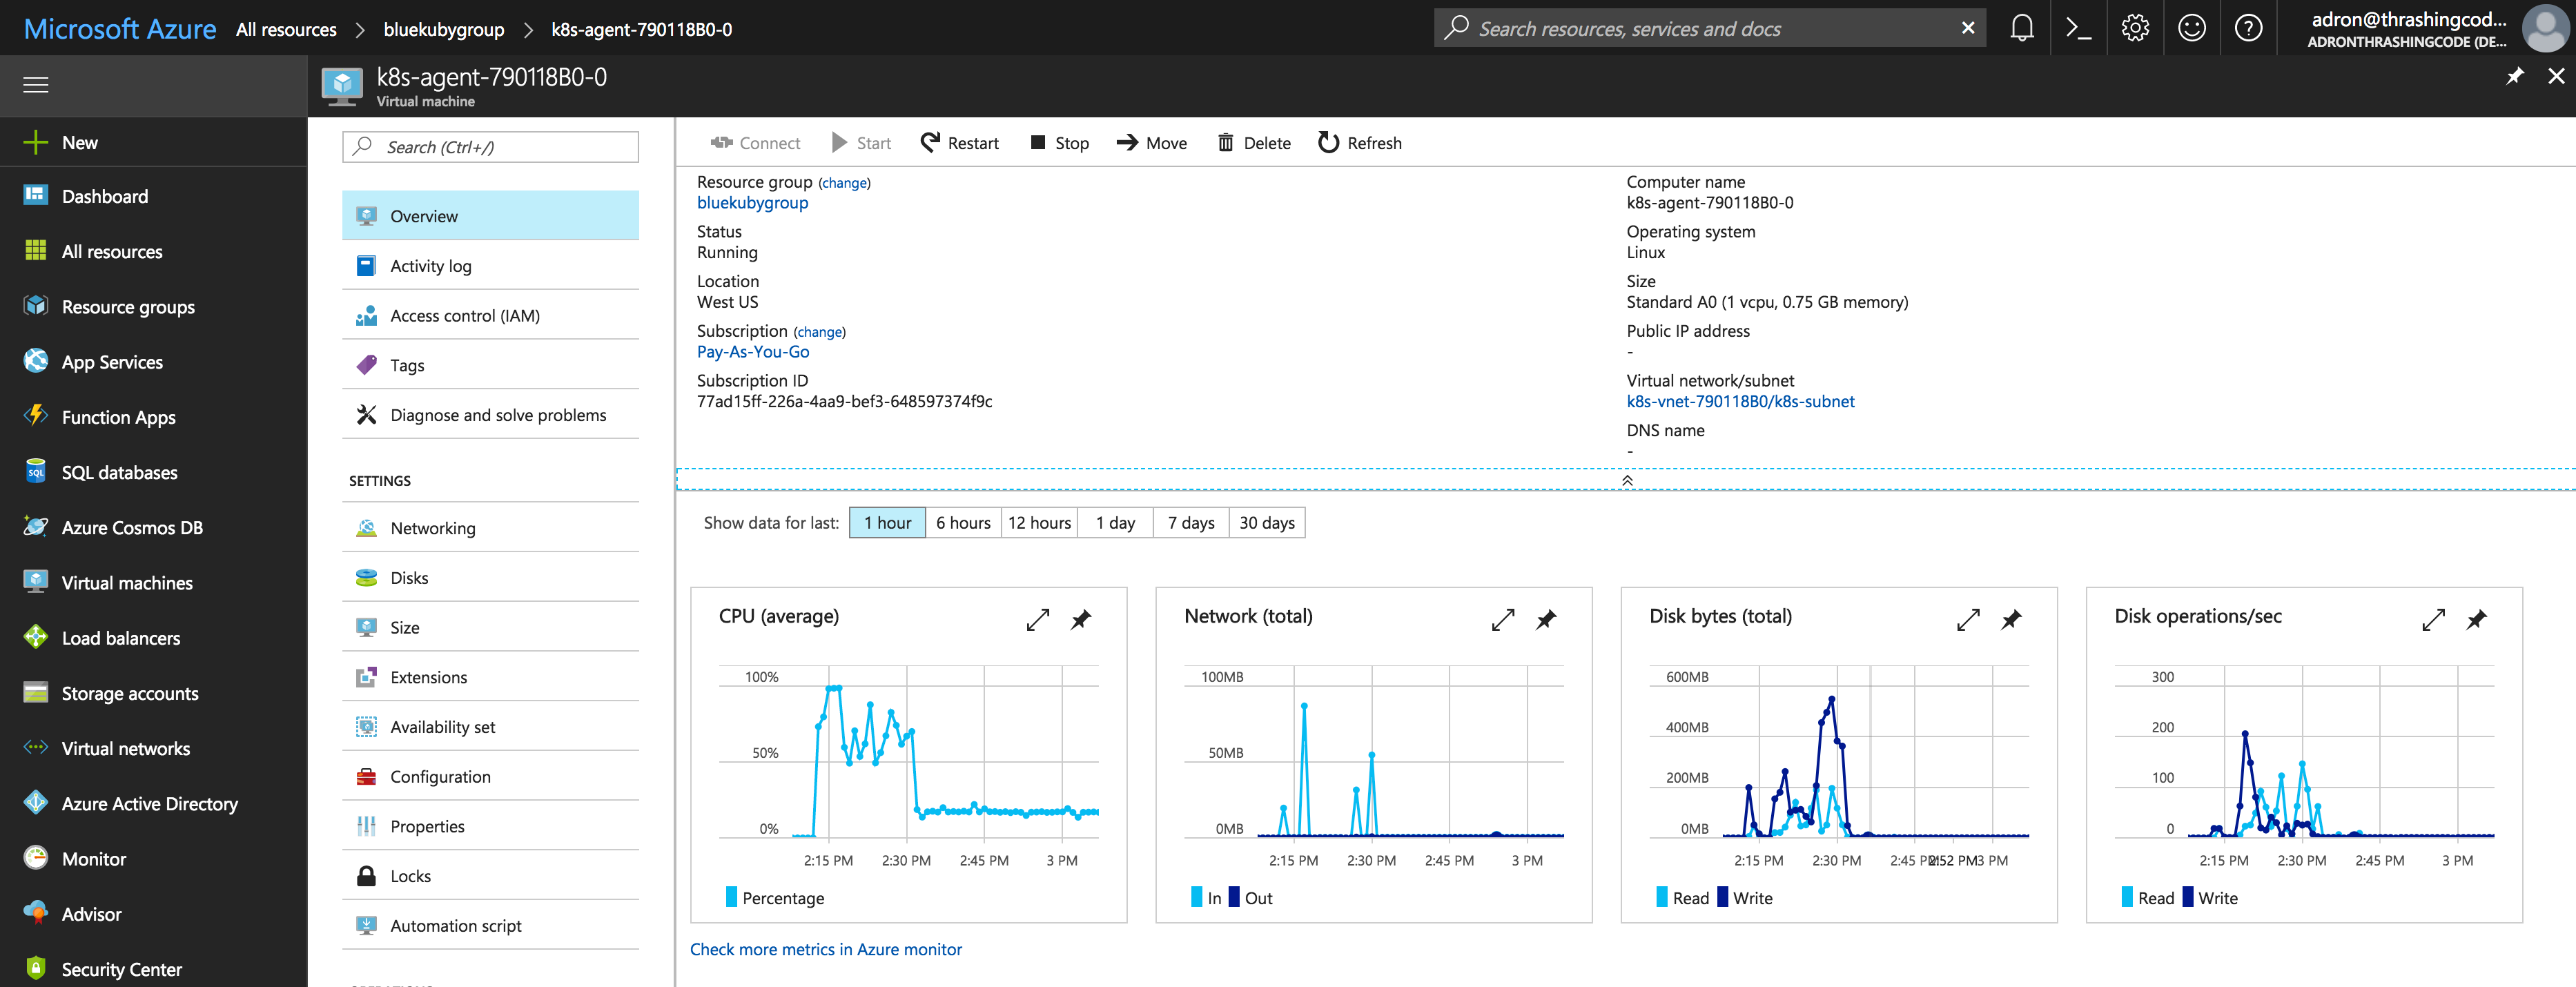 Microsoft Azure All resources > bluekubygroup > k8s-agent-790118B0-0
Search resources, services and docs
adron@thrashingcod...
ADRONTHRASHINGCODE (DE...
k8s-agent-790118B0-0
Virtual machine
New
Dashboard
All resources
Resource groups
App Services
Function Apps
SQL databases
Azure Cosmos DB
Virtual machines
Load balancers
Storage accounts
Virtual networks
Azure Active Directory
Monitor
Advisor
Security Center
Search (Ctrl+/)
Overview
Activity log
Access control (IAM)
Tags
Diagnose and solve problems
SETTINGS
Networking
Disks
Size
Extensions
Availability set
Configuration
Properties
Locks
Automation script
Connect Start Restart Stop Move Delete Refresh
Resource group (change)
bluekubygroup
Status
Running
Location
West US
Subscription (change)
Pay-As-You-Go
Subscription ID
77ad15ff-226a-4aa9-bef3-648597374f9c
Computer name
k8s-agent-790118B0-0
Operating system
Linux
Size
Standard A0 (1 vcpu, 0.75 GB memory)
Public IP address
-
Virtual network/subnet
k8s-vnet-790118B0/k8s-subnet
DNS name
-
Show data for last: 1 hour 6 hours 12 hours 1 day 7 days 30 days
CPU (average)
100%
50%
0%
2:15 PM 2:30 PM 2:45 PM 3 PM
Percentage
Network (total)
100MB
50MB
0MB
2:15 PM 2:30 PM 2:45 PM 3 PM
In Out
Disk bytes (total)
600MB
400MB
200MB
0MB
2:15 PM 2:30 PM 2:45 PM 2:52 PM 3 PM
Read Write
Disk operations/sec
300
200
100
0
2:15 PM 2:30 PM 2:45 PM 3 PM
Read Write
Check more metrics in Azure monitor